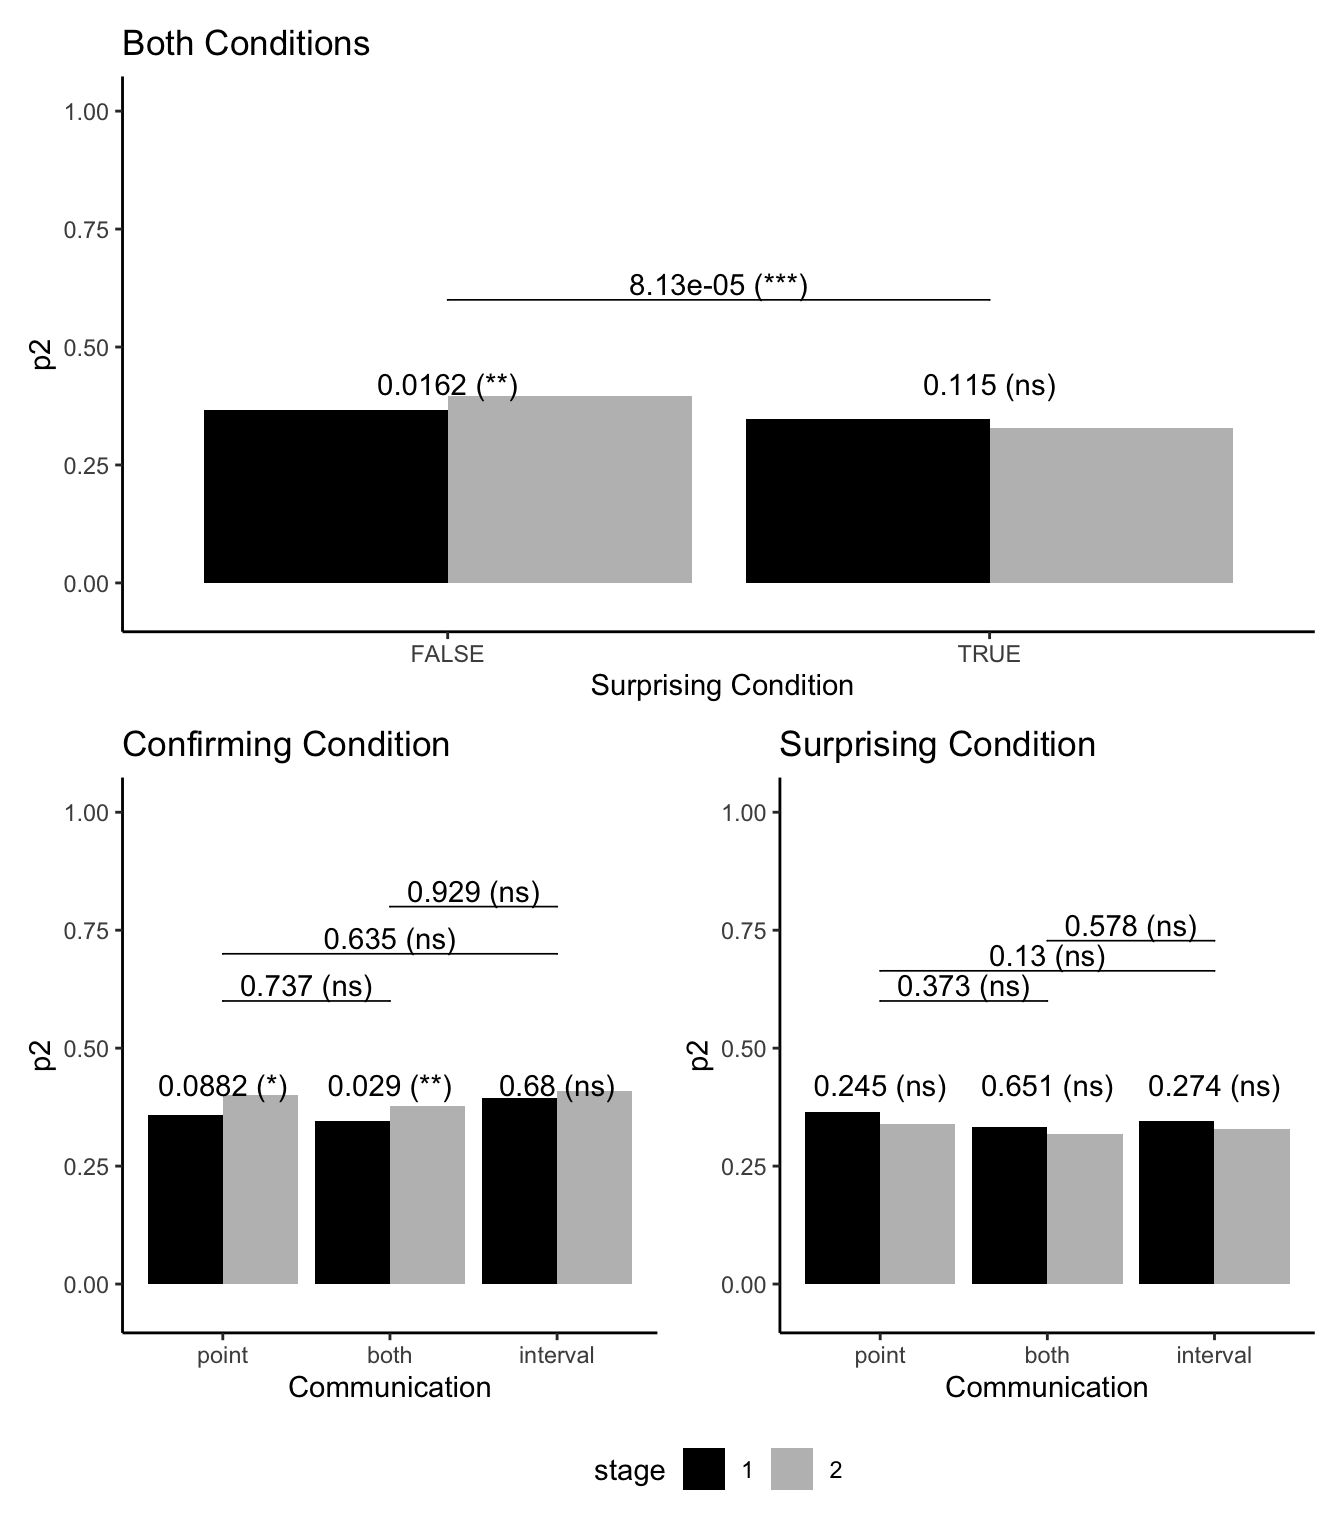 Both Conditions
1.00
0.75
0.50
0.25
0.00
p2
8.13e-05 (***)
0.0162 (**)
0.115 (ns)
FALSE
TRUE
Surprising Condition
Confirming Condition
1.00
0.75
0.50
0.25
0.00
p2
0.929 (ns)
0.635 (ns)
0.737 (ns)
0.0882 (*)
0.029 (**)
0.68 (ns)
point
both
interval
Communication
Surprising Condition
1.00
0.75
0.50
0.25
0.00
p2
0.578 (ns)
0.13 (ns)
0.373 (ns)
0.245 (ns)
0.651 (ns)
0.274 (ns)
point
both
interval
Communication
stage 1 2